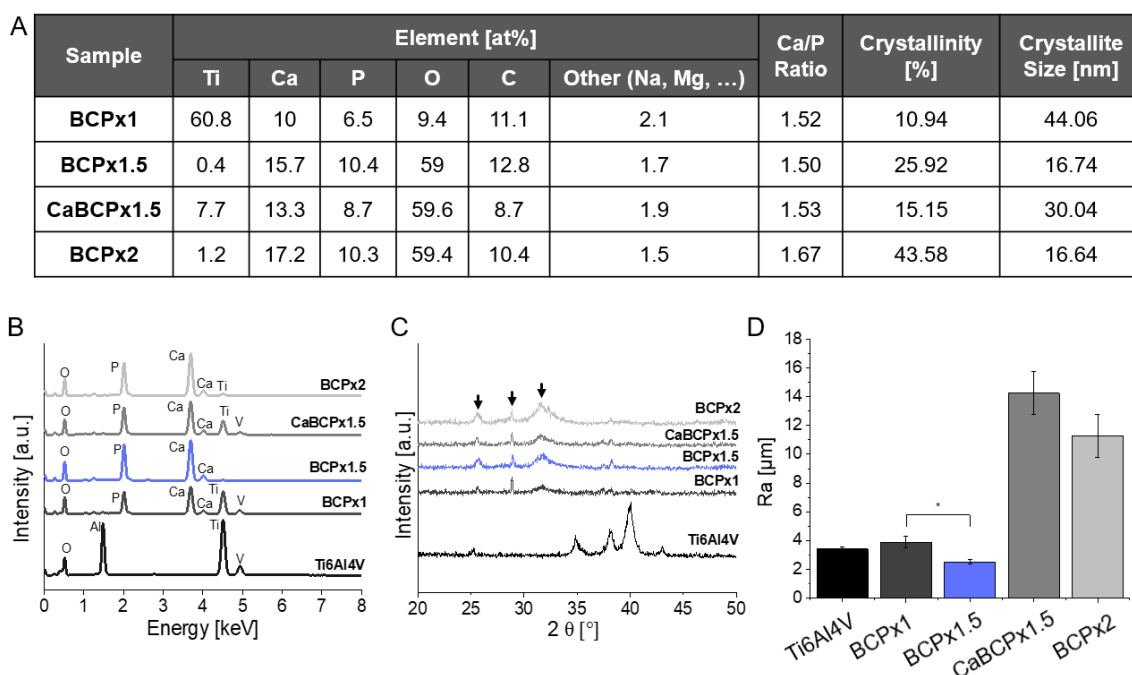 A
Sample Element [at%] Ca/P Ratio Crystallinity [%] Crystallite Size [nm]
Ti Ca P O C Other (Na, Mg, …)
BCPx1 60.8 10 6.5 9.4 11.1 2.1 1.52 10.94 44.06
BCPx1.5 0.4 15.7 10.4 59 12.8 1.7 1.50 25.92 16.74
CaBCPx1.5 7.7 13.3 8.7 59.6 8.7 1.9 1.53 15.15 30.04
BCPx2 1.2 17.2 10.3 59.4 10.4 1.5 1.67 43.58 16.64
B
Intensity [a.u.]
O P Ca Ca Ti BCPx2
O P Ca Ca Ti V CaBCPx1.5
O P Ca Ca BCPx1.5
O P Ca Ca Ti V BCPx1
O Al Ti V Ti6Al4V
0 2 4 6 8
Energy [keV]
C
Intensity [a.u.]
BCPx2
CaBCPx1.5
BCPx1.5
BCPx1
Ti6Al4V
20 25 30 35 40 45 50
2 θ [°]
D
Ra [µm]
18
16
14
12
10
8
6
4
2
0
*
Ti6Al4V BCPx1 BCPx1.5 CaBCPx1.5 BCPx2